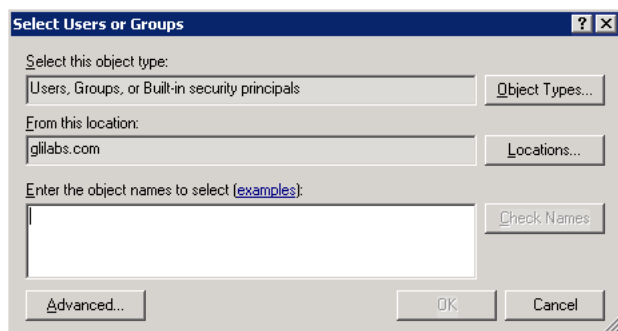 Select Users or Groups
Select this object type:
Users, Groups, or Built-in security principals
Object Types...
From this location:
glilabs.com
Locations...
Enter the object names to select (examples):
Check Names
Advanced...
OK
Cancel